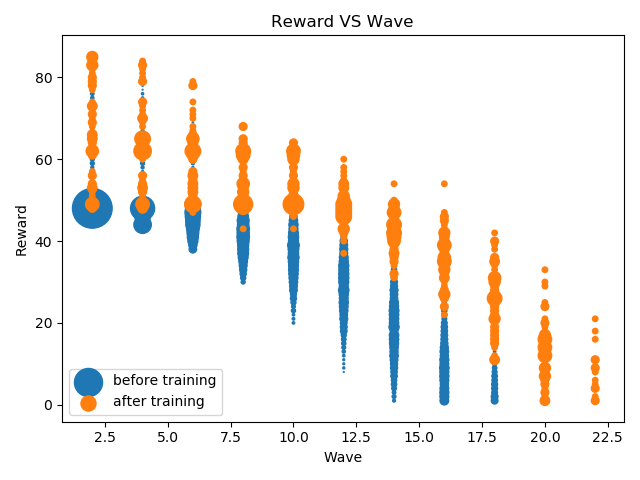 Reward VS Wave
Reward
80
60
40
20
0
before training
after training
2.5 5.0 7.5 10.0 12.5 15.0 17.5 20.0 22.5
Wave